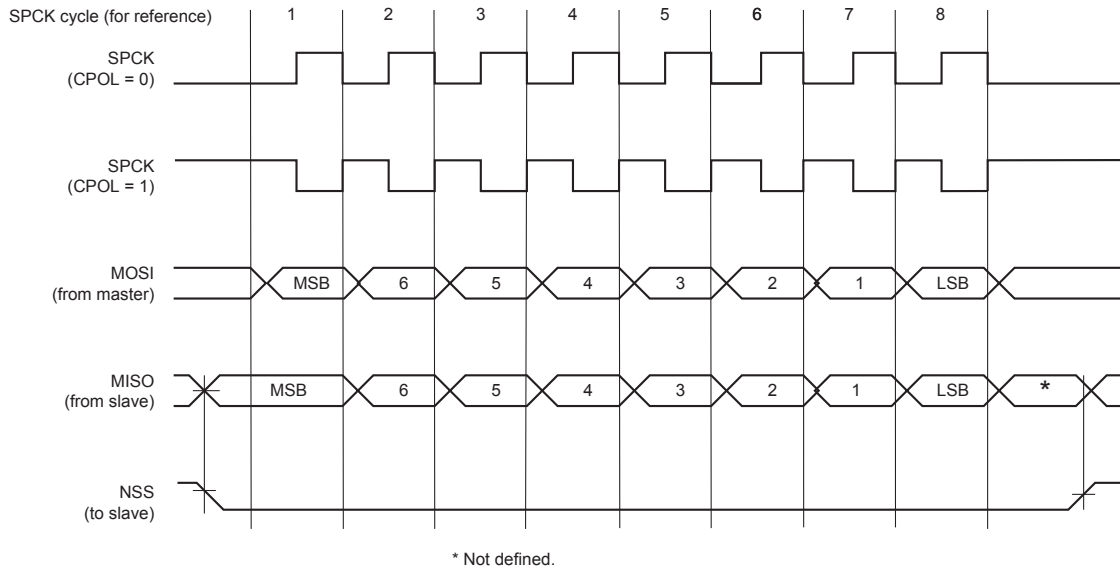 SPCK cycle (for reference) 1 2 3 4 5 6 7 8
SPCK
(CPOL = 0)
SPCK
(CPOL = 1)
MOSI
(from master)
MSB 6 5 4 3 2 1 LSB
MISO
(from slave)
MSB 6 5 4 3 2 1 LSB *
NSS
(to slave)
* Not defined.